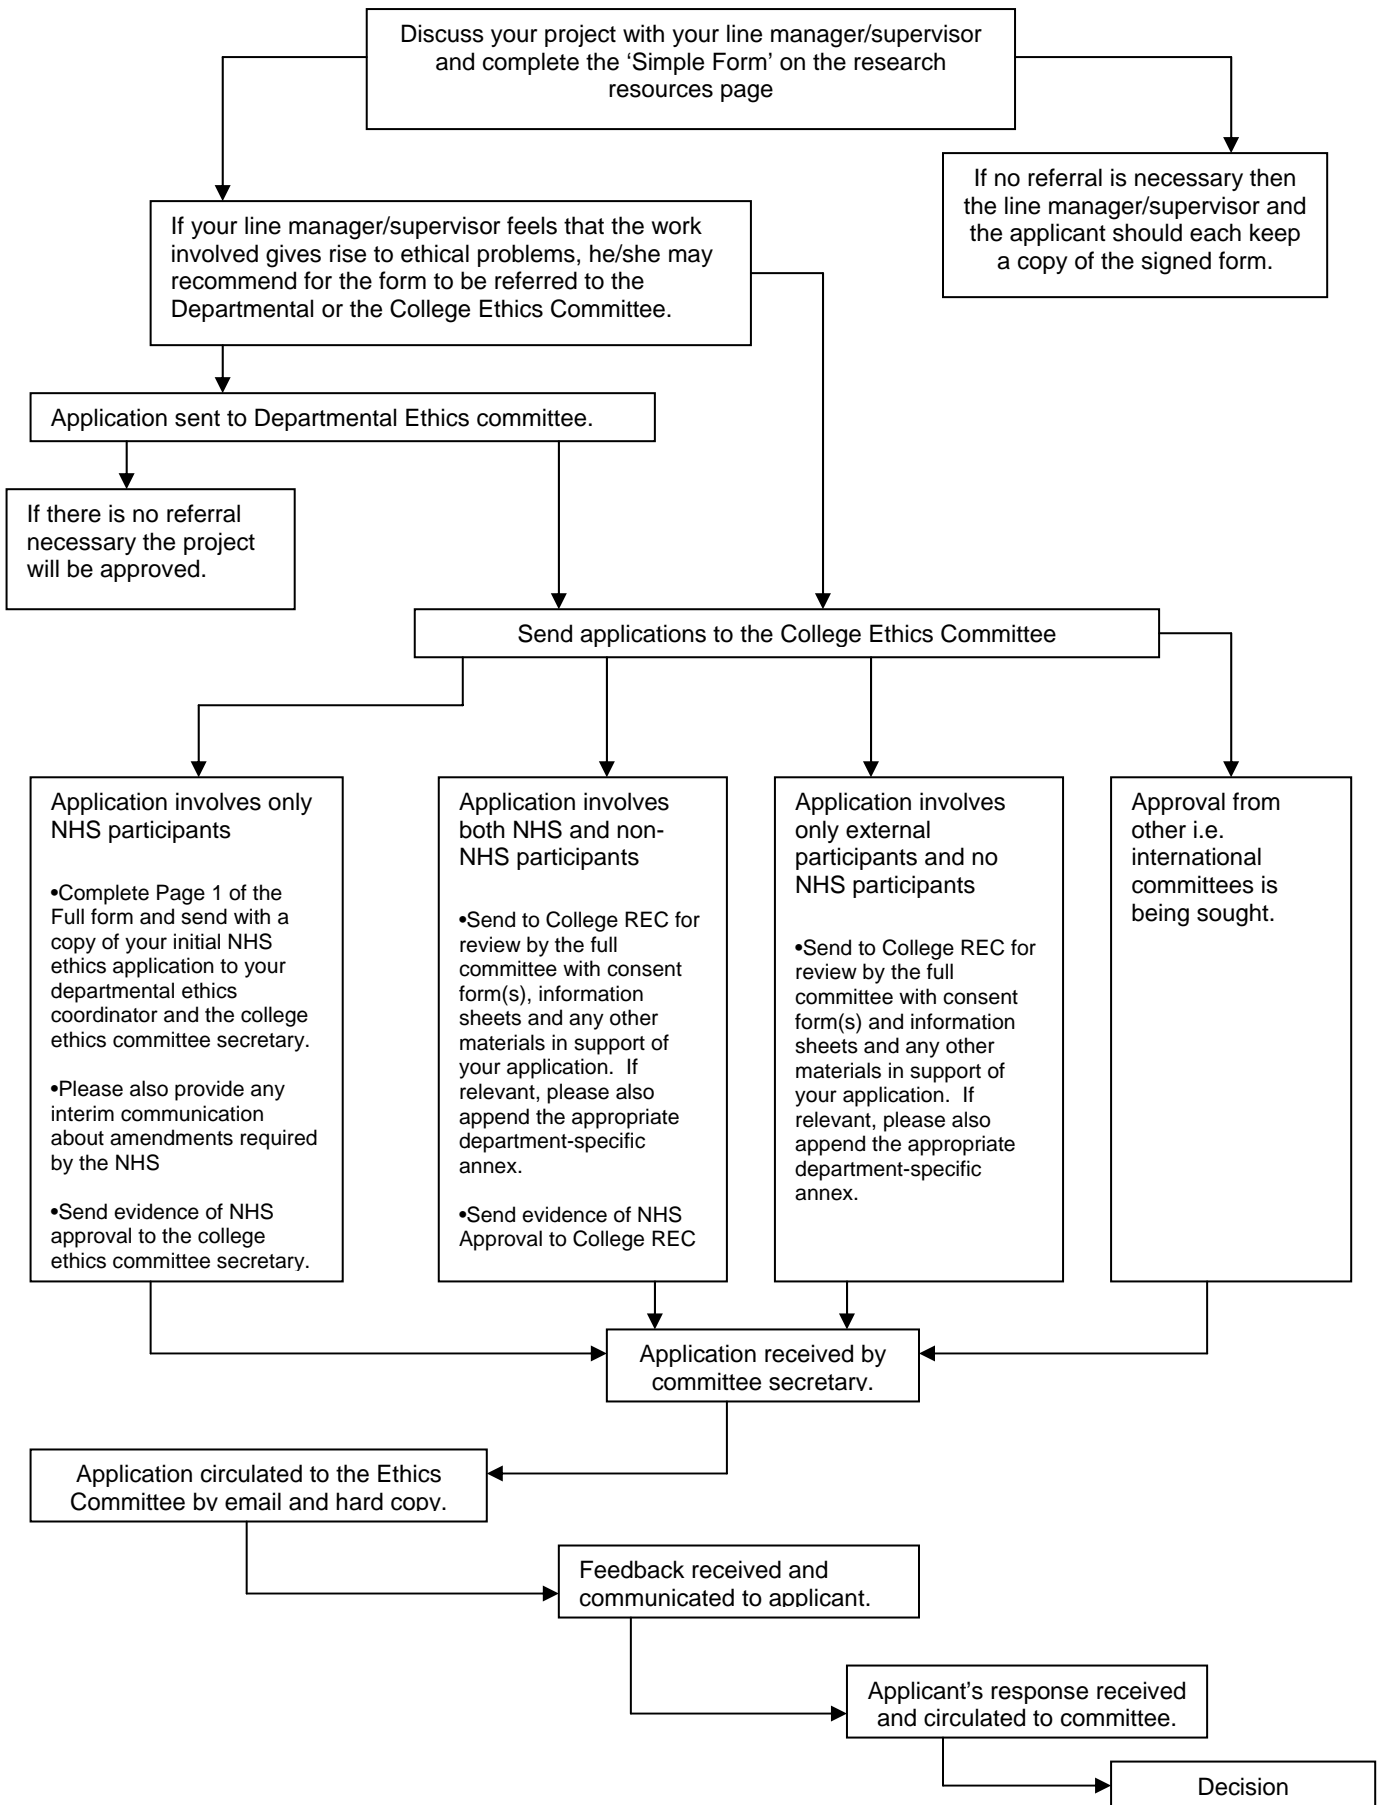 Discuss your project with your line manager/supervisor
and complete the ‘Simple Form’ on the research
resources page
If no referral is necessary then
the line manager/supervisor and
the applicant should each keep
a copy of the signed form.
If your line manager/supervisor feels that the work
involved gives rise to ethical problems, he/she may
recommend for the form to be referred to the
Departmental or the College Ethics Committee.
Application sent to Departmental Ethics committee.
If there is no referral
necessary the project
will be approved.
Send applications to the College Ethics Committee
Application involves only
NHS participants
•Complete Page 1 of the
Full form and send with a
copy of your initial NHS
ethics application to your
departmental ethics
coordinator and the college
ethics committee secretary.
•Please also provide any
interim communication
about amendments required
by the NHS
•Send evidence of NHS
approval to the college
ethics committee secretary.
Application involves
both NHS and non-
NHS participants
•Send to College REC for
review by the full
committee with consent
form(s), information
sheets and any other
materials in support of
your application.  If
relevant, please also
append the appropriate
department-specific
annex.
•Send evidence of NHS
Approval to College REC
Application involves
only external
participants and no
NHS participants
•Send to College REC for
review by the full
committee with consent
form(s) and information
sheets and any other
materials in support of
your application.  If
relevant, please also
append the appropriate
department-specific
annex.
Approval from
other i.e.
international
committees is
being sought.
Application received by
committee secretary.
Application circulated to the Ethics
Committee by email and hard copy.
Feedback received and
communicated to applicant.
Applicant’s response received
and circulated to committee.
Decision